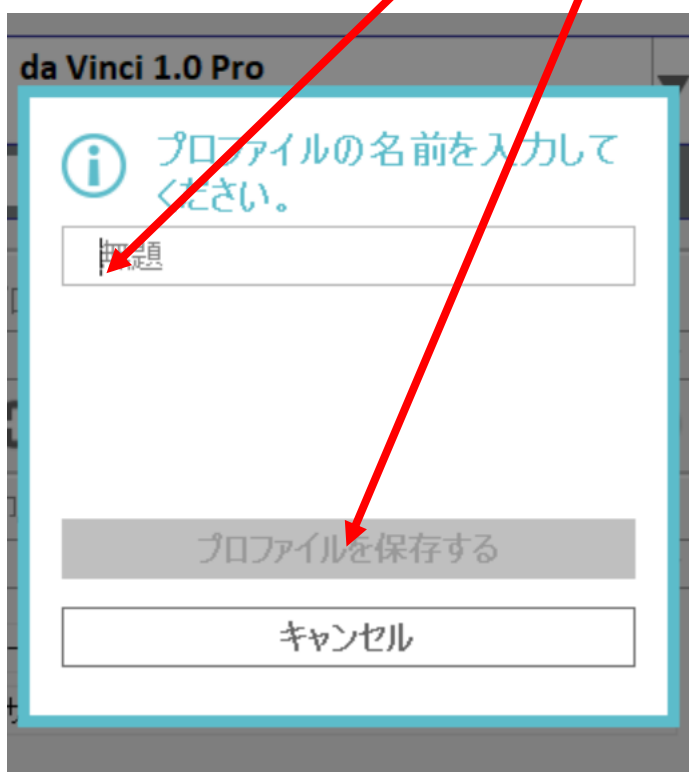 da Vinci 1.0 Pro
プロファイルの名前を入力して
ください。
無題
プロファイルを保存する
キャンセル